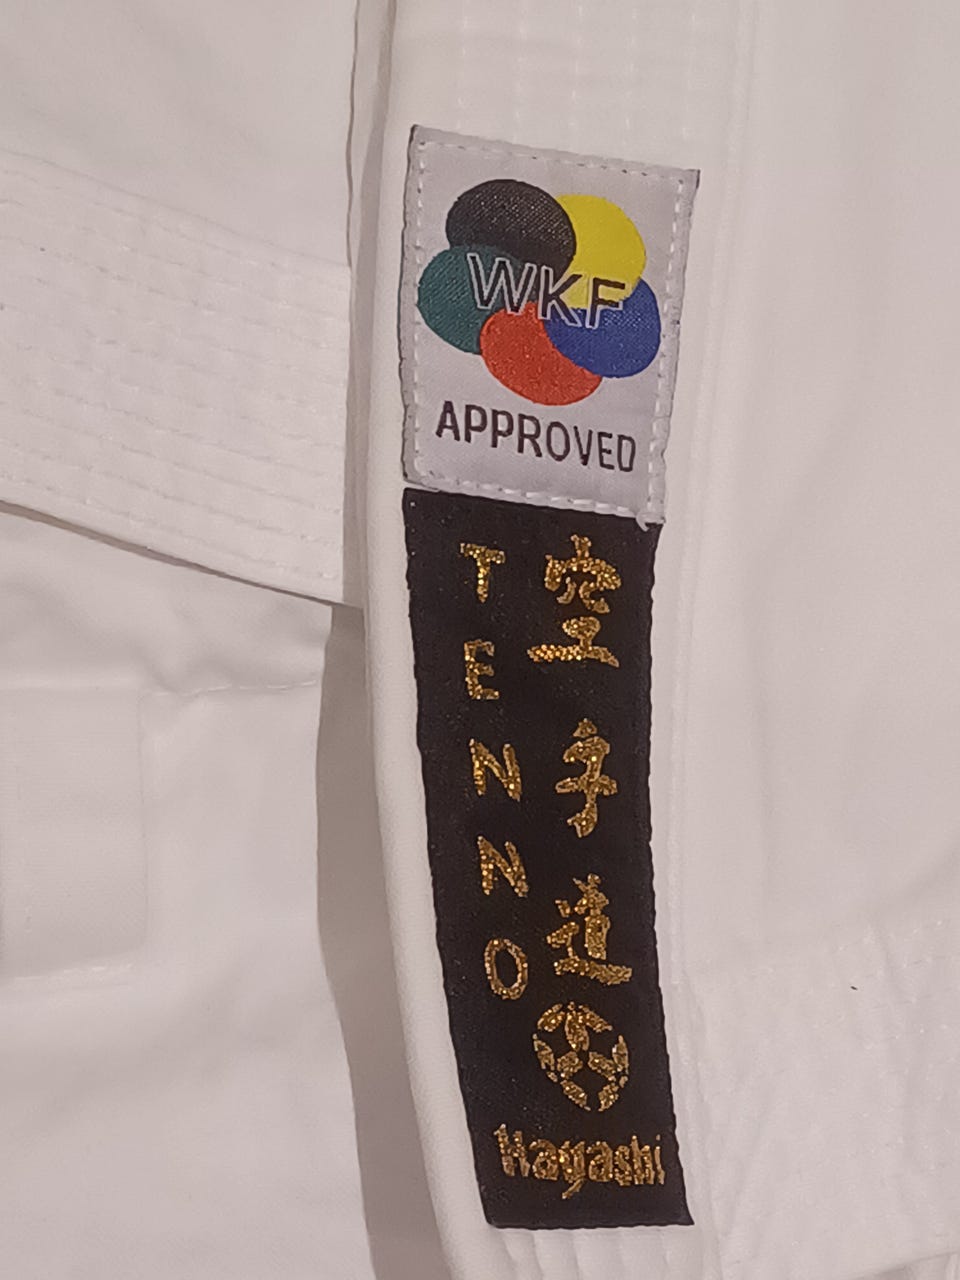 WKF
APPROVED
TENNO
空手道
Hayashi